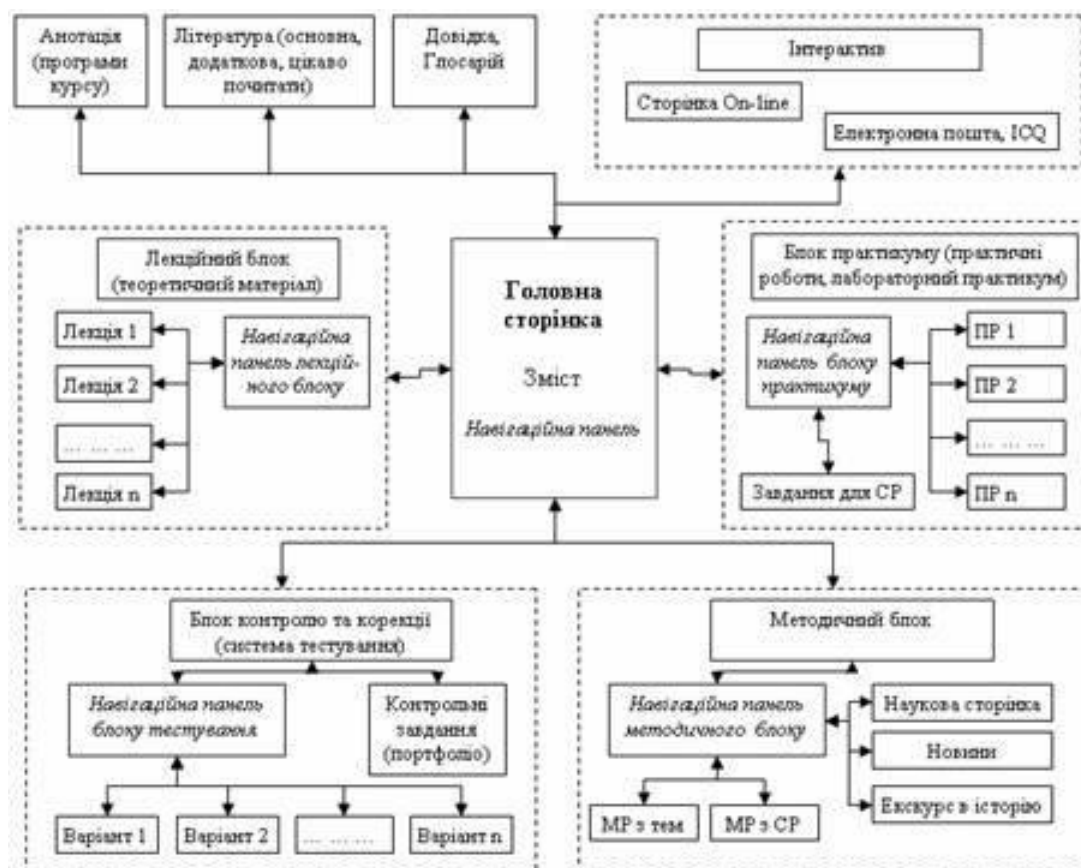 Анотація
(програми
курсу)
Література (основна,
додаткова, цікаво
почитати)
Довідка,
Глосарій
Інтерактив
Сторінка On-line
Електронна пошта, ICQ
Лекційний блок
(теоретичний матеріал)
Лекція 1
Лекція 2
... ... ...
Лекція n
Навігаційна
панель лекцій-
ного блоку
Головна
сторінка
Зміст
Навігаційна панель
Блок практикуму (практичні
роботи, лабораторний практикум)
Навігаційна
панель блоку
практикуму
ПР 1
ПР 2
... ... ...
ПР n
Завдання для СР
Блок контролю та корекції
(система тестування)
Навігаційна панель
блоку тестування
Контрольні
завдання
(портфоліо)
Варіант 1
Варіант 2
... ... ...
Варіант n
Методичний блок
Навігаційна панель
методичного блоку
Наукова сторінка
Новини
Екскурс в історію
МР з тем
МР з СР